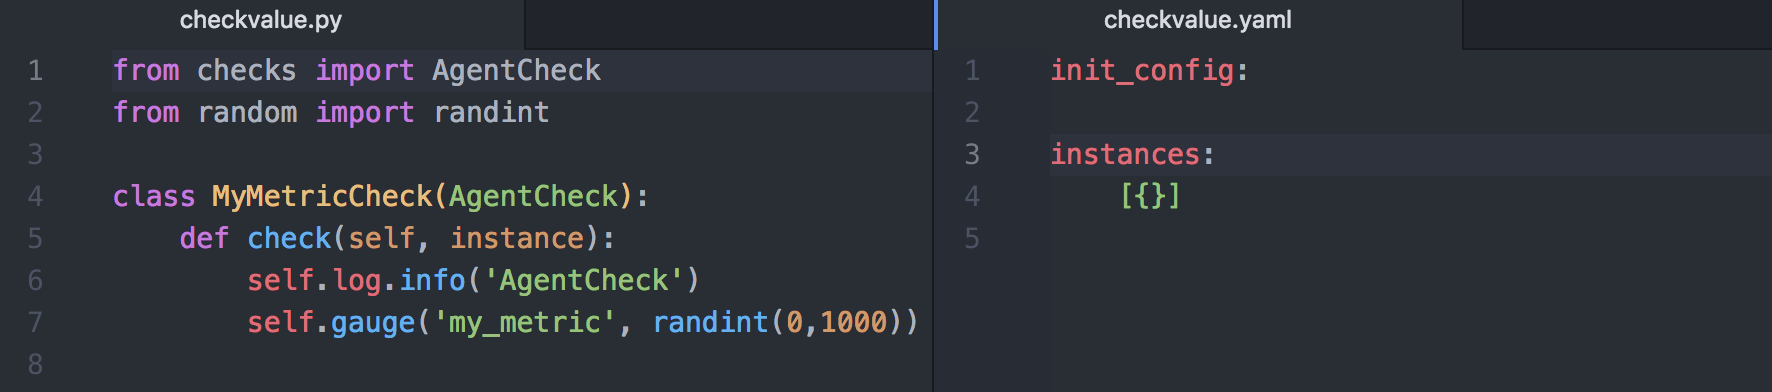 checkvalue.py
1 from checks import AgentCheck
2 from random import randint
3
4 class MyMetricCheck(AgentCheck):
5     def check(self, instance):
6         self.log.info('AgentCheck')
7         self.gauge('my_metric', randint(0,1000))
8
checkvalue.yaml
1 init_config:
2
3 instances:
4     [{}]
5